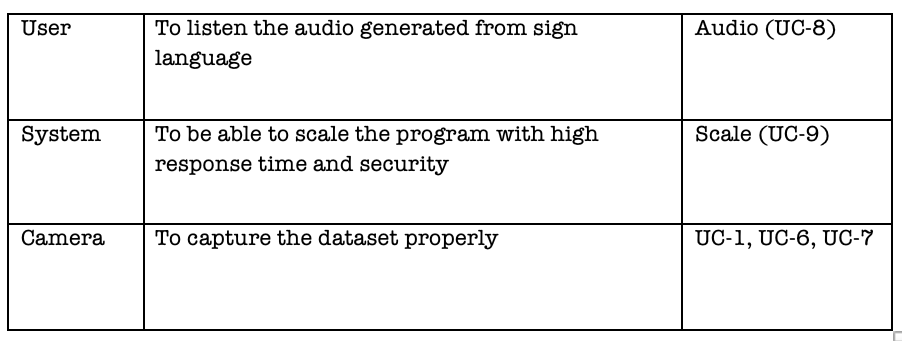 User To listen the audio generated from sign Audio (UC-8)
language
System To be able to scale the program with high Scale (UC-9)
response time and security
Camera To capture the dataset properly UC-1, UC-6, UC-7